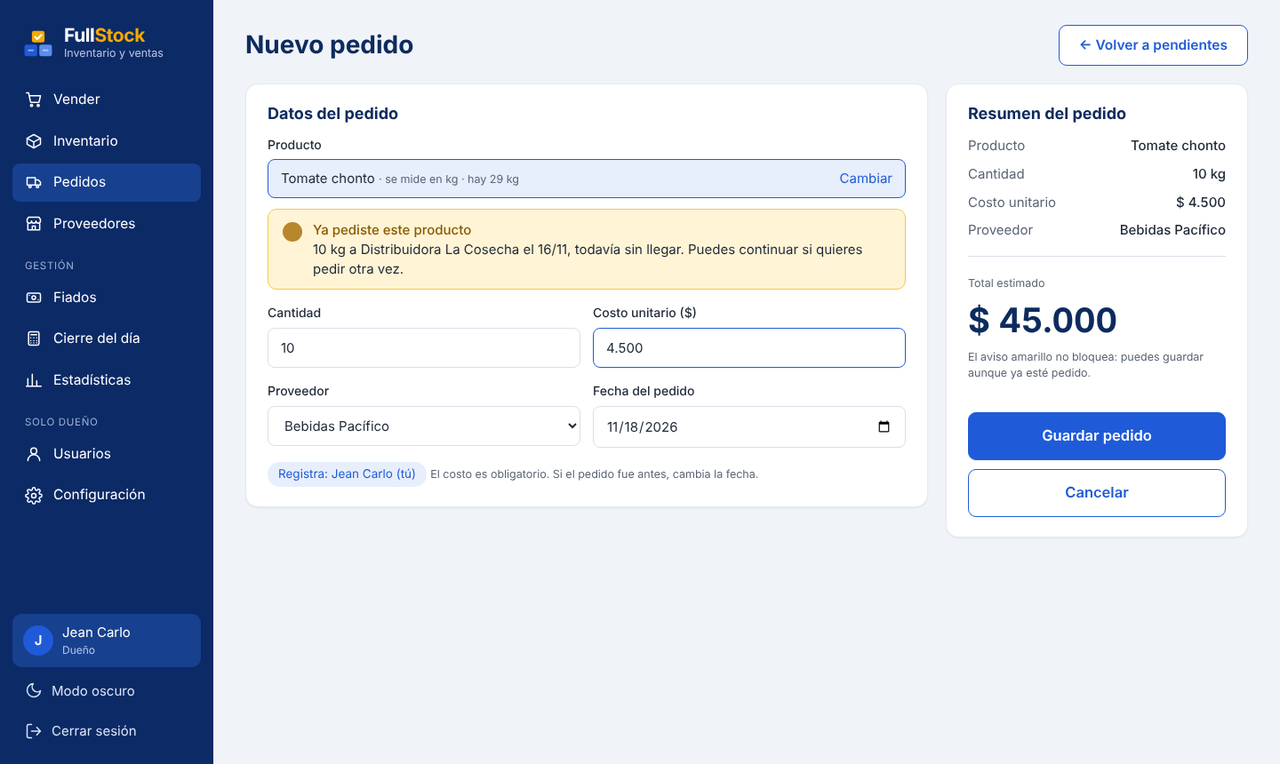 FullStock
Inventario y ventas
Vender
Inventario
Pedidos
Proveedores
GESTIÓN
Fiados
Cierre del día
Estadísticas
SOLO DUEÑO
Usuarios
Configuración
J
Jean Carlo
Dueño
Modo oscuro
Cerrar sesión
Nuevo pedido
← Volver a pendientes
Datos del pedido
Producto
Tomate chonto · se mide en kg · hay 29 kg
Cambiar
Ya pediste este producto
10 kg a Distribuidora La Cosecha el 16/11, todavía sin llegar. Puedes continuar si quieres
pedir otra vez.
Cantidad
Costo unitario ($)
10
4.500
Proveedor
Fecha del pedido
Bebidas Pacífico
11/18/2026
Registra: Jean Carlo (tú)
El costo es obligatorio. Si el pedido fue antes, cambia la fecha.
Resumen del pedido
Producto
Tomate chonto
Cantidad
10 kg
Costo unitario
$ 4.500
Proveedor
Bebidas Pacífico
Total estimado
$ 45.000
El aviso amarillo no bloquea: puedes guardar
aunque ya esté pedido.
Guardar pedido
Cancelar